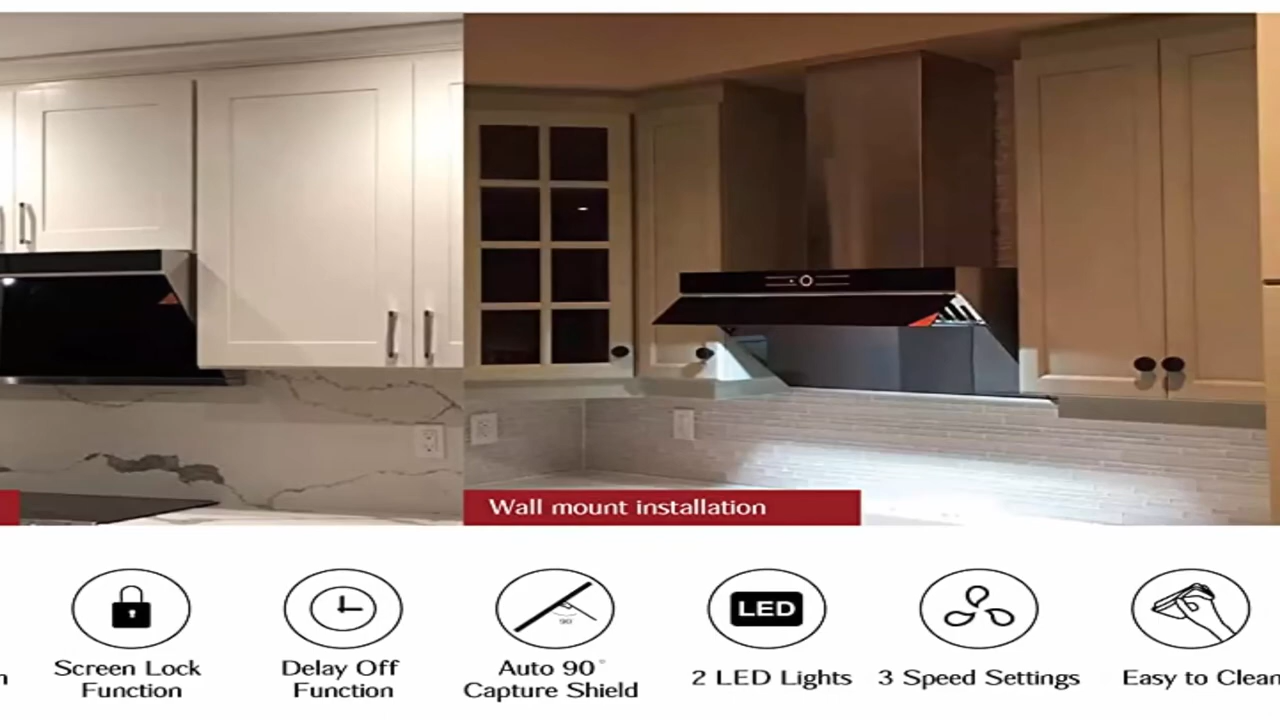 Wall mount installation
90
LED
Screen Lock
Function
Delay Off
Function
Auto 90°
Capture Shield
2 LED Lights
3 Speed Settings
Easy to Clean